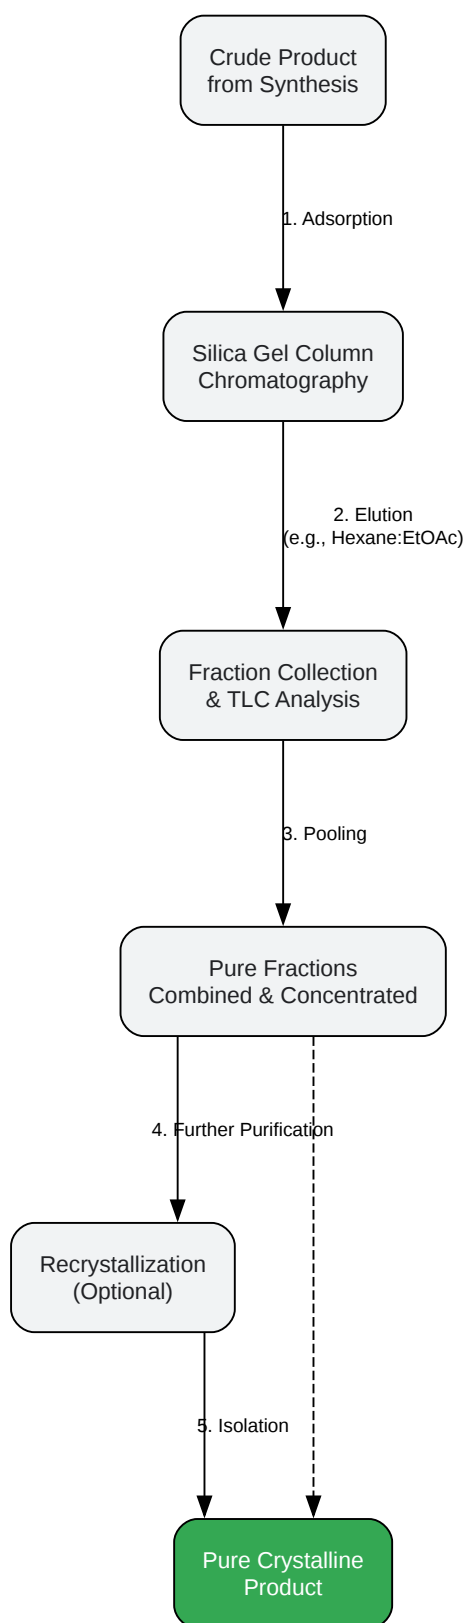 Crude Product
from Synthesis
1. Adsorption
Silica Gel Column
Chromatography
2. Elution
(e.g., Hexane:EtOAc)
Fraction Collection
& TLC Analysis
3. Pooling
Pure Fractions
Combined & Concentrated
4. Further Purification
Recrystallization
(Optional)
5. Isolation
Pure Crystalline
Product